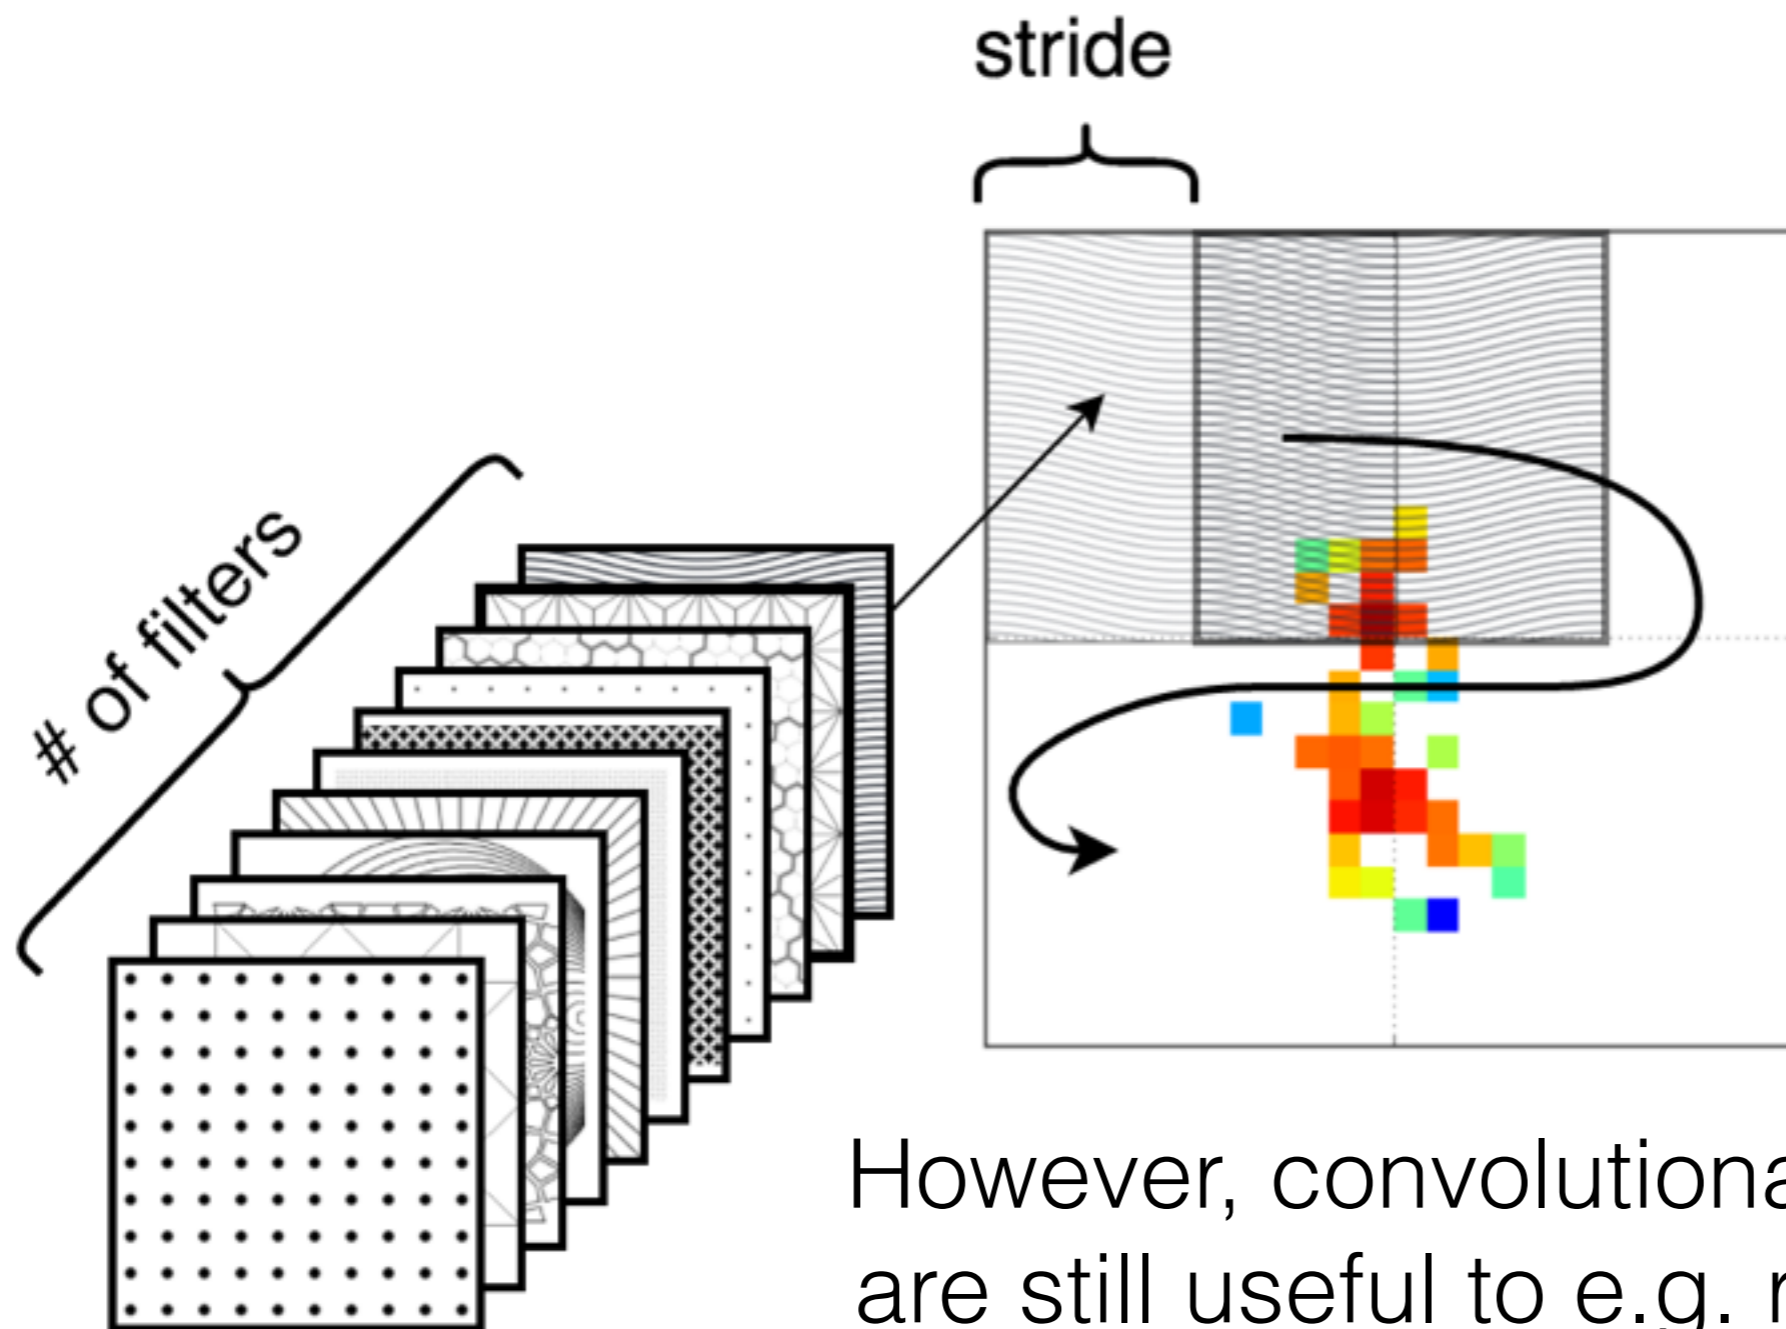 stride
# of filters
However, convolutiona
are still useful to e.g. r